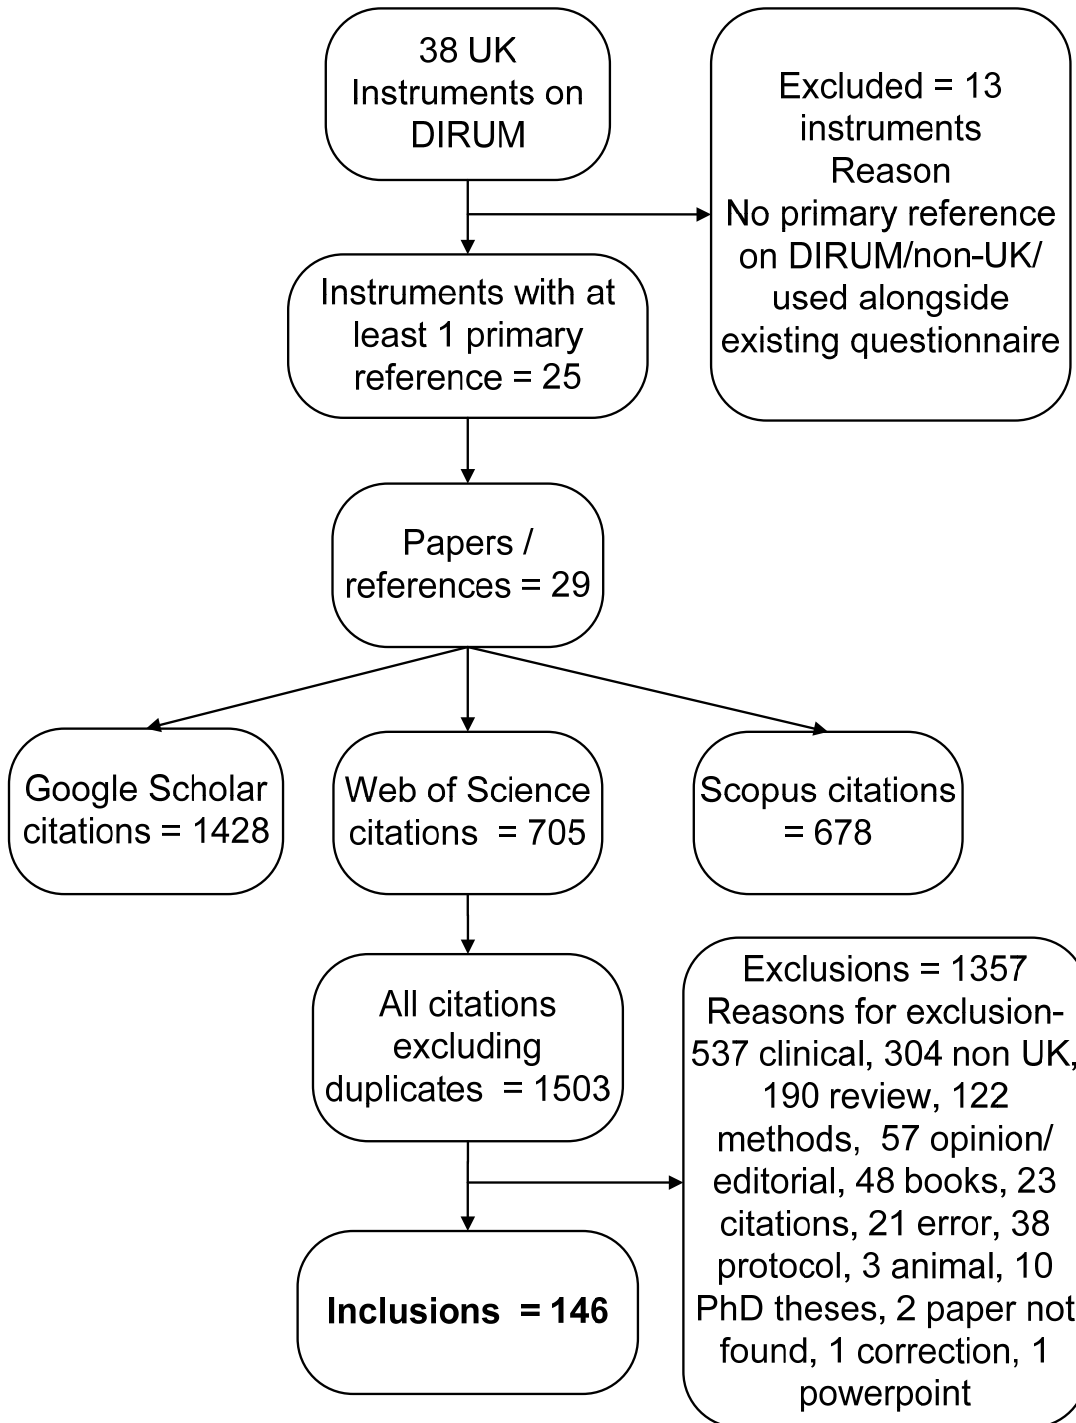 38 UK
Instruments on
DIRUM
Excluded = 13
instruments
Reason
No primary reference
on DIRUM/non-UK/
used alongside
existing questionnaire
Instruments with at
least 1 primary
reference = 25
Papers /
references = 29
Google Scholar
citations = 1428
Web of Science
citations = 705
Scopus citations
= 678
All citations
excluding
duplicates = 1503
Exclusions = 1357
Reasons for exclusion-
537 clinical, 304 non UK,
190 review, 122
methods, 57 opinion/
editorial, 48 books, 23
citations, 21 error, 38
protocol, 3 animal, 10
PhD theses, 2 paper not
found, 1 correction, 1
powerpoint
Inclusions = 146